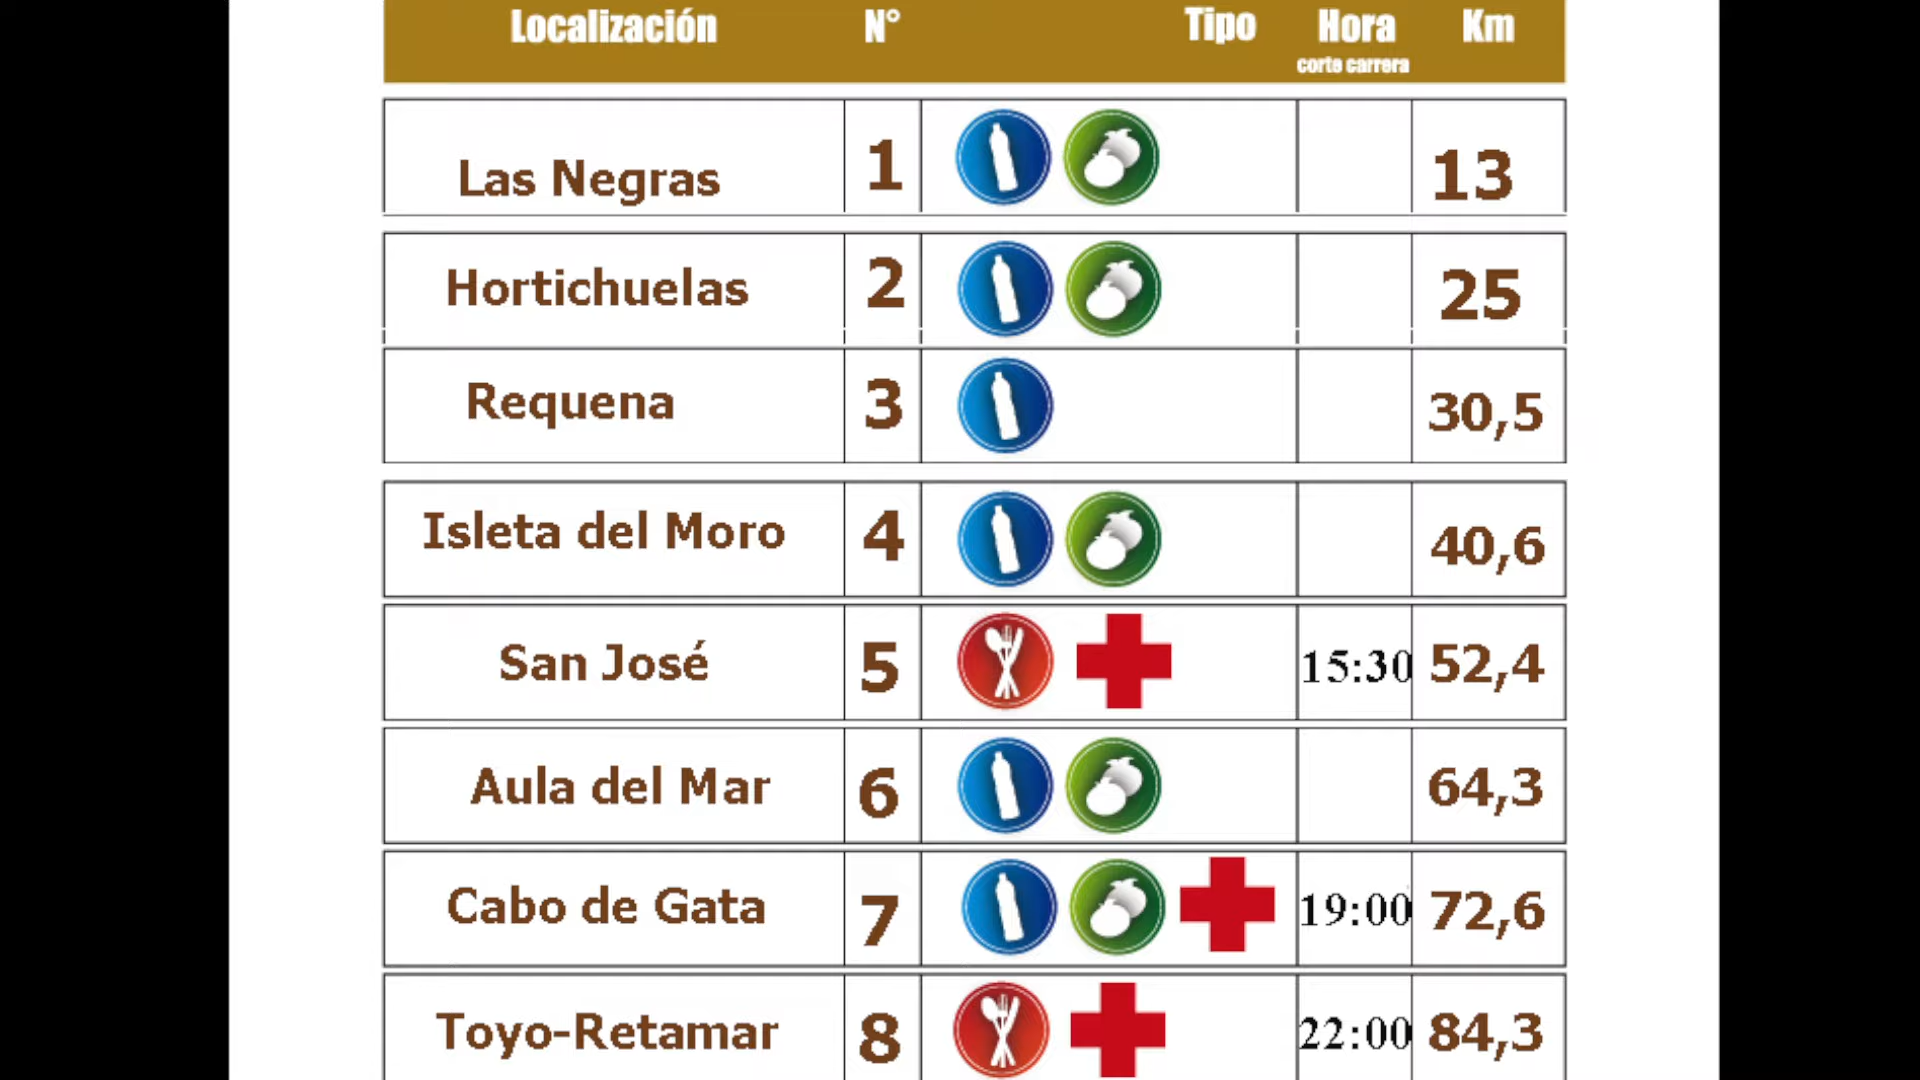 Localización N° Tipo Hora Km
corte carrera
Las Negras 1 13
Hortichuelas 2 25
Requena 3 30,5
Isleta del Moro 4 40,6
San José 5 15:30 52,4
Aula del Mar 6 64,3
Cabo de Gata 7 19:00 72,6
Toyo-Retamar 8 22:00 84,3